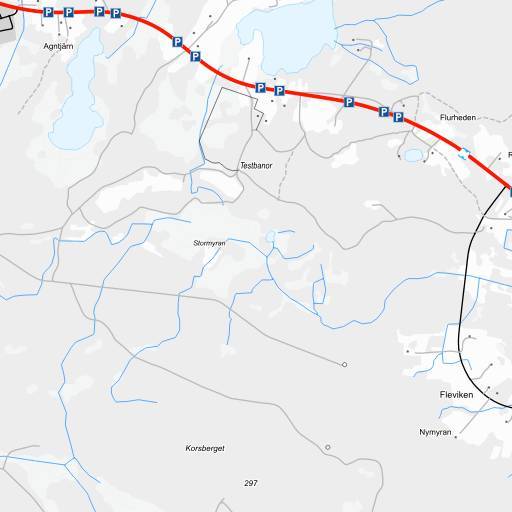 P P P P
P
P
Agntjärn
P P
P
P P
Flurheden
R
Testbanor
Stormyran
Fleviken
Nymyran
Korsberget
297